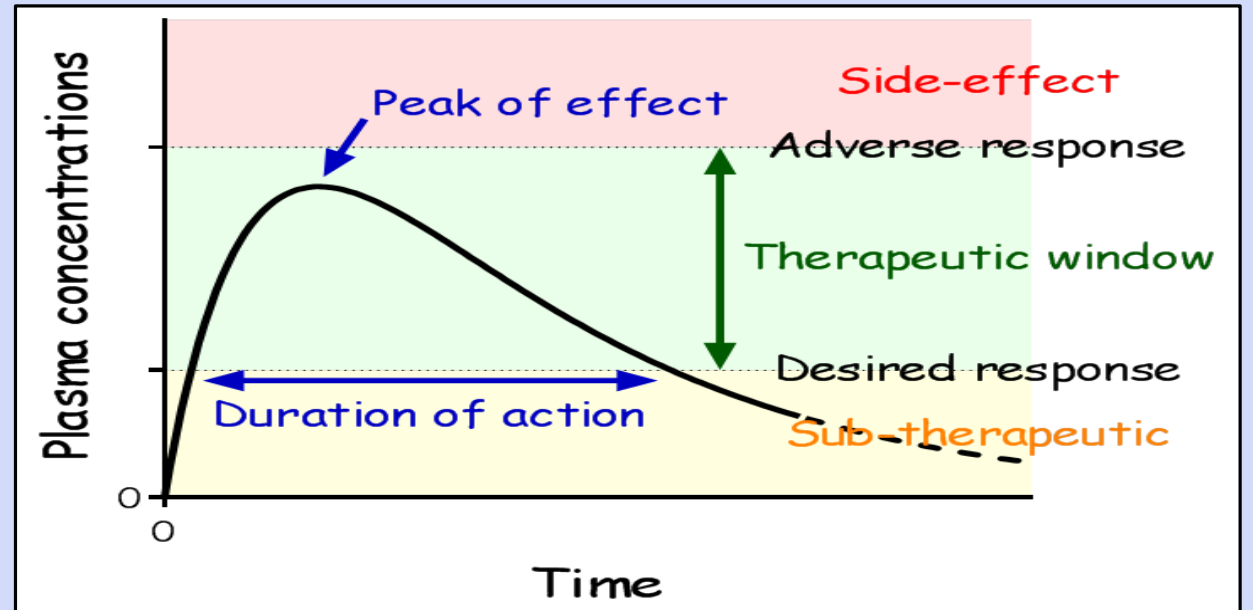 Plasma concentrations
Side-effect
Peak of effect
Adverse response
Therapeutic window
Desired response
Duration of action
Sub-therapeutic
0
0
Time